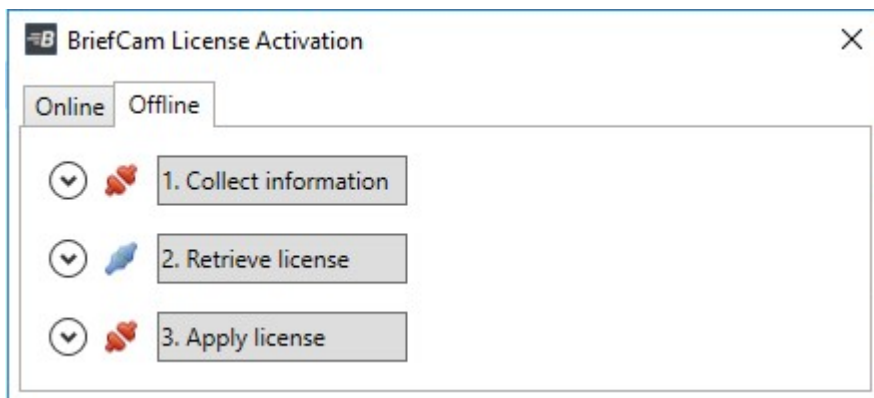 BriefCam License Activation
Online Offline
1. Collect information
2. Retrieve license
3. Apply license